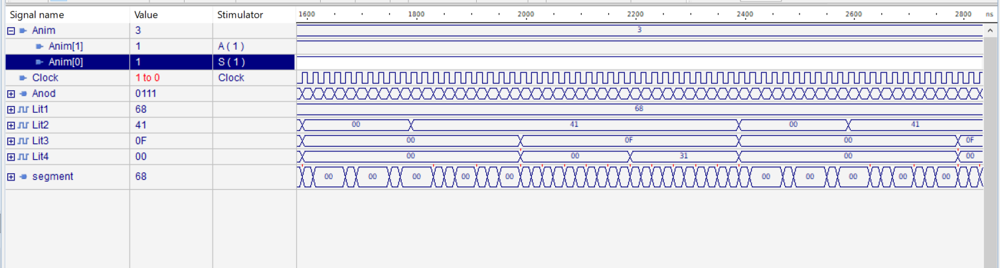 Signal name Value Stimulator 1600 1800 2000 2200 2400 2600 2800 ns
Anim 3 3
Anim[1] 1 A ( 1 )
Anim[0] 1 S ( 1 )
Clock 1 to 0 Clock
Anod 0111
Lit1 68 68
Lit2 41 00 41 00 41
Lit3 0F 00 0F 00 0F
Lit4 00 00 00 31 00 00
segment 68 00 00 00 00 00 00 00 00 00 00